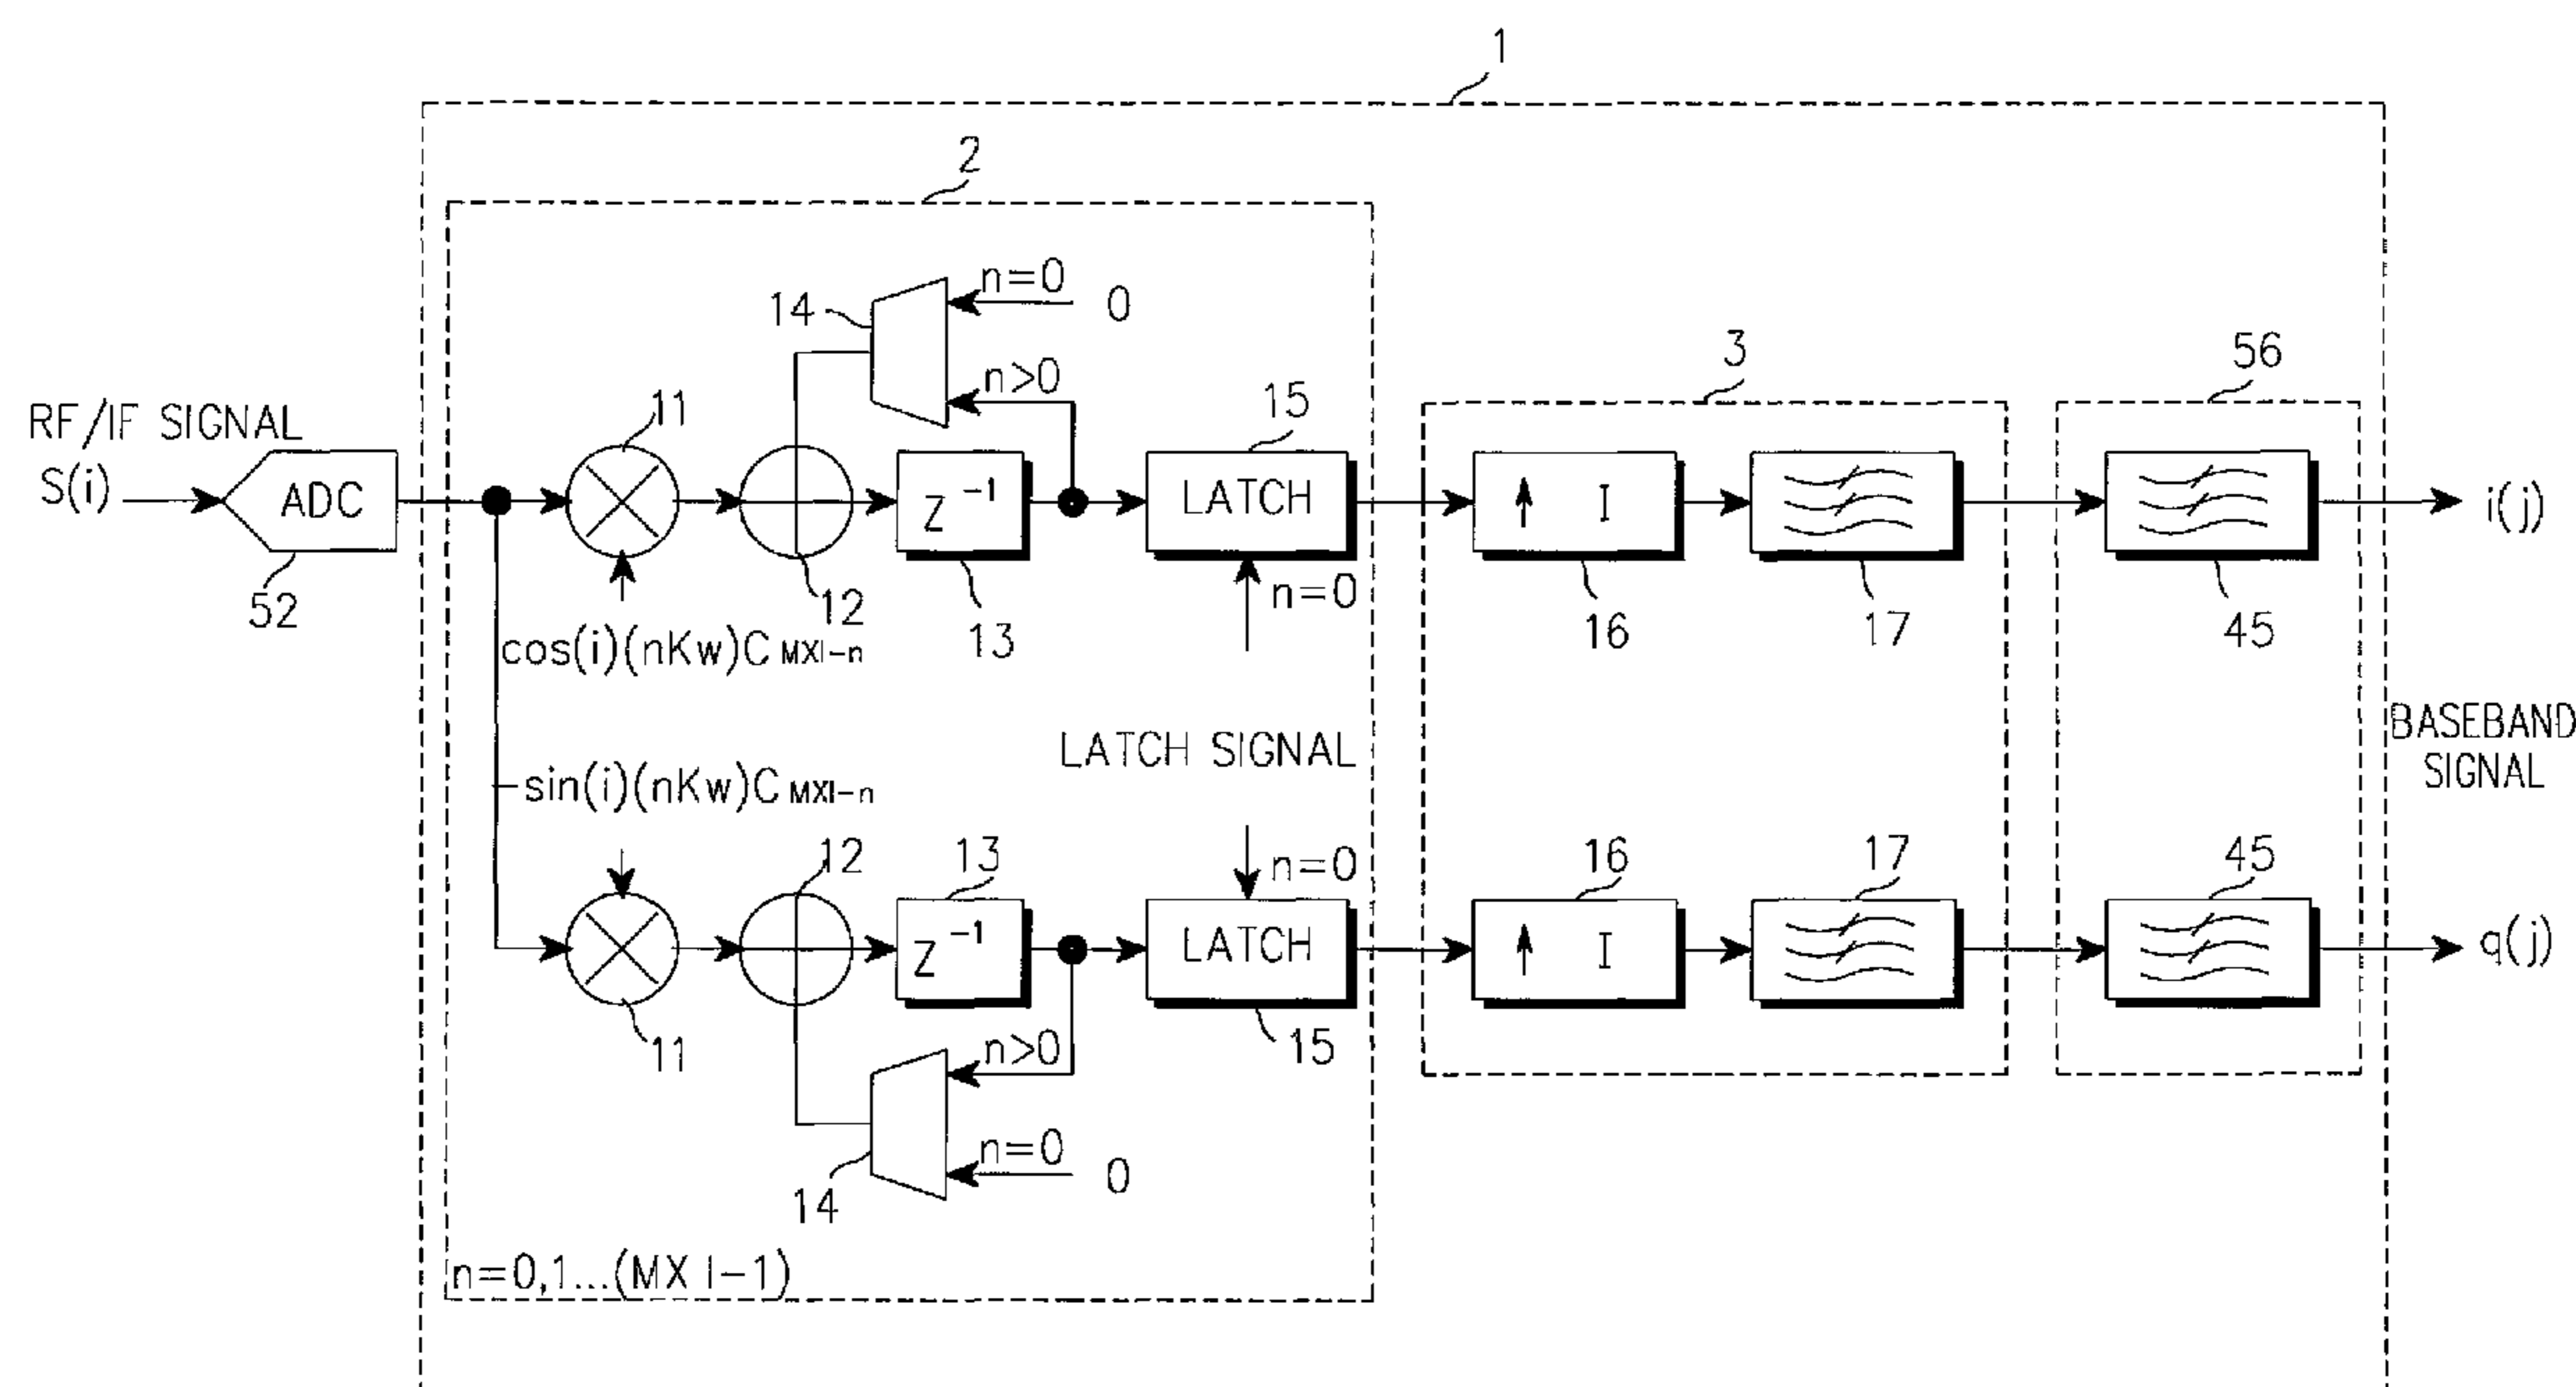 1
2
n=0
0
14
n>0
3
56
RF/IF SIGNAL
11
15
S(i)
ADC
Z⁻¹
LATCH
↑ I
i(j)
52
12
13
n=0
16
17
45
cos(i)(nKw)C MXI-n
LATCH SIGNAL
BASEBAND
SIGNAL
sin(i)(nKw)C MXI-n
12
13
n=0
16
17
45
Z⁻¹
LATCH
↑ I
q(j)
11
n>0
15
n=0
0
14
n=0,1...(MX I-1)